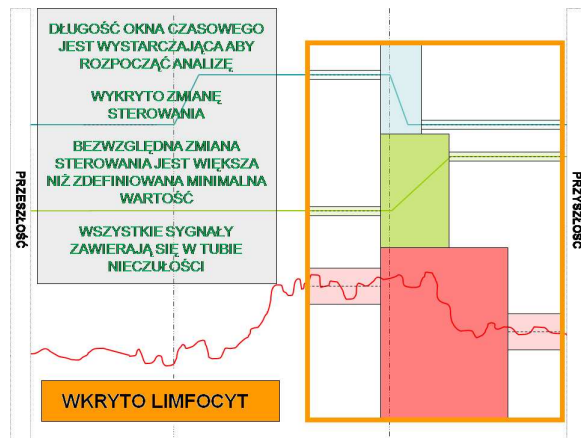 DŁUGOŚĆ OKNA CZASOWEGO
JEST WYSTARCZAJĄCA ABY
ROZPOCZĄĆ ANALIZĘ
WYKRYTO ZMIANĘ
STEROWANIA
BEZWZGLĘDNA ZMIANA
STEROWANIA JEST WIĘKSZA
NIŻ ZDEFINIOWANA MINIMALNA
WARTOŚĆ
WSZYSTKIE SYGNAŁY
ZAWIERAJĄ SIĘ W TUBIE
NIECZUŁOŚCI
PRZESZŁOŚĆ
PRZYSZŁOŚĆ
WKRYTO LIMFOCYT